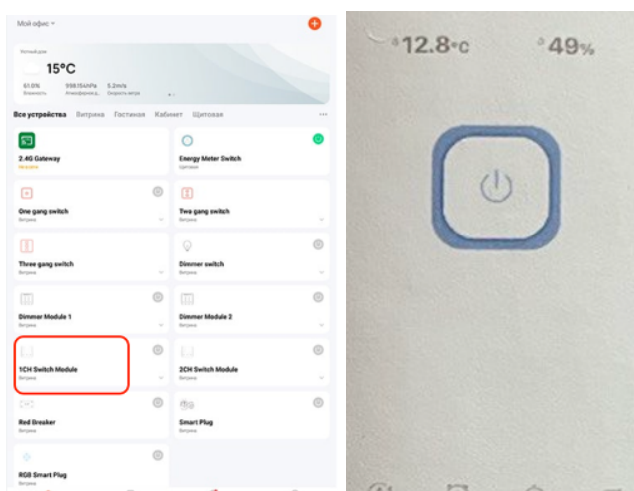 Мой офис
15°C
61.0%
998.154hPa
5.2m/s
Влажность
Скорость ветра
Все устройства
Витрина
Гостиная
Кабинет
Щитовая
2.4G Gateway
Energy Meter Switch
Щитовая
One gang switch
Витрина
Two gang switch
Витрина
Three gang switch
Витрина
Dimmer switch
Витрина
Dimmer Module 1
Витрина
Dimmer Module 2
Витрина
1CH Switch Module
Витрина
2CH Switch Module
Витрина
Red Breaker
Витрина
Smart Plug
Витрина
RGB Smart Plug
Витрина
12.8°C
49%